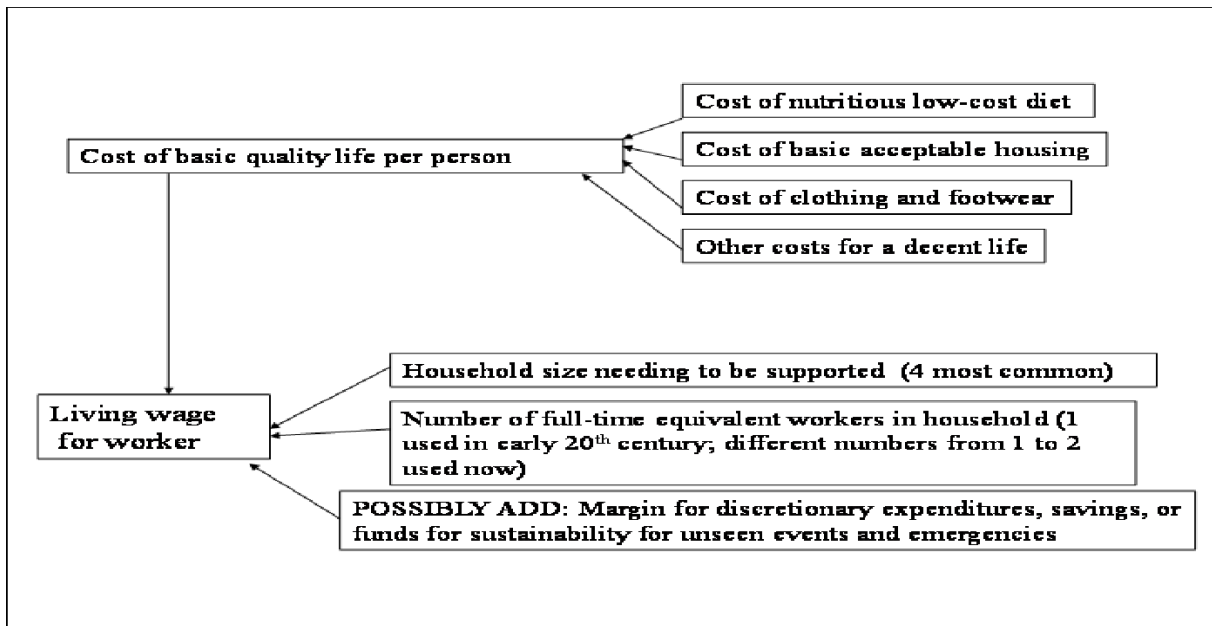 Cost of nutritious low-cost diet
Cost of basic quality life per person
Cost of basic acceptable housing
Cost of clothing and footwear
Other costs for a decent life
Household size needing to be supported (4 most common)
Living wage
for worker
Number of full-time equivalent workers in household (1
used in early 20th century; different numbers from 1 to 2
used now)
POSSIBLY ADD: Margin for discretionary expenditures, savings, or
funds for sustainability for unseen events and emergencies